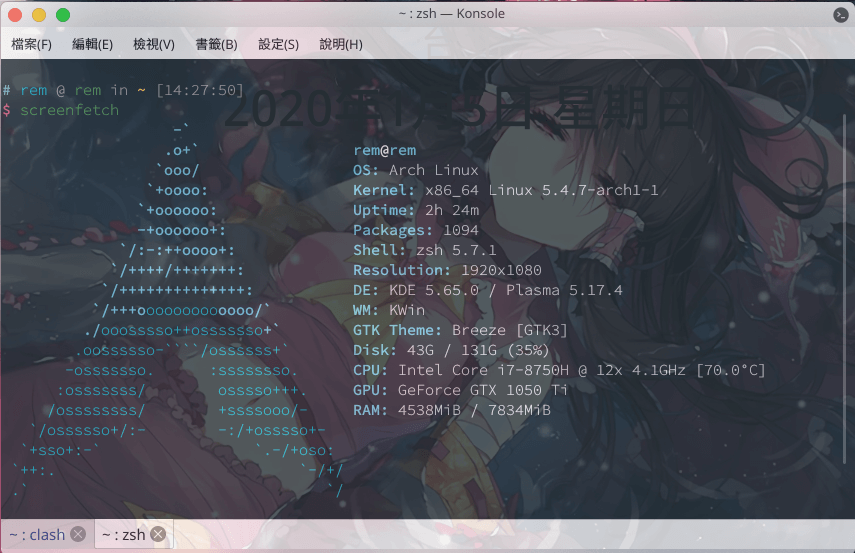 ~ : zsh — Konsole
檔案(F) 編輯(E) 檢視(V) 書籤(B) 設定(S) 說明(H)
# rem @ rem in ~ [14:27:50]
$ screenfetch
2020年1月5日 星期日
-`
.o+`
`ooo/
`+oooo:
`+oooooo:
-+oooooo+:
`/:-:++oooo+:
`/++++/+++++++:
`/++++++++++++++:
`/+++ooooooooooooo/`
./ooosssso++osssssso+`
.oossssso-````/ossssss+`
-osssssso.      :ssssssso.
:osssssss/        osssso+++.
/ossssssss/        +ssssooo/-
`/ossssso+/:-        -:/+osssso+-
`+sso+:-`                 `.-/+oso:
`++:.                           `-/+/
.`                                 `/
rem@rem
OS: Arch Linux
Kernel: x86_64 Linux 5.4.7-arch1-1
Uptime: 2h 24m
Packages: 1094
Shell: zsh 5.7.1
Resolution: 1920x1080
DE: KDE 5.65.0 / Plasma 5.17.4
WM: KWin
GTK Theme: Breeze [GTK3]
Disk: 43G / 131G (35%)
CPU: Intel Core i7-8750H @ 12x 4.1GHz [70.0°C]
GPU: GeForce GTX 1050 Ti
RAM: 4538MiB / 7834MiB
~ : clash
~ : zsh